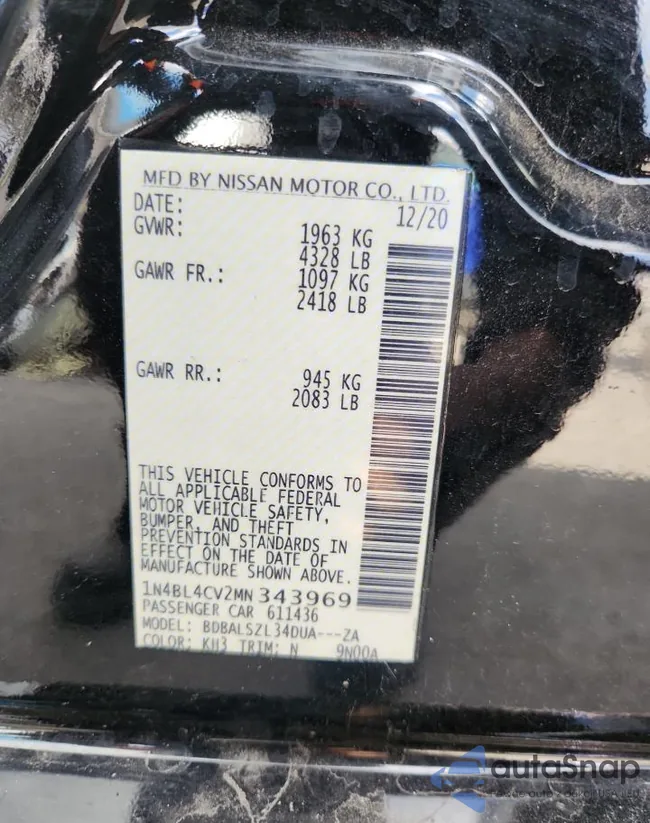 MFD BY NISSAN MOTOR CO., LTD.
DATE: 12/20
GVWR: 1963 KG
4328 LB
GAWR FR.: 1097 KG
2418 LB
GAWR RR.: 945 KG
2083 LB
THIS VEHICLE CONFORMS TO
ALL APPLICABLE FEDERAL
MOTOR VEHICLE SAFETY,
BUMPER, AND THEFT
PREVENTION STANDARDS IN
EFFECT ON THE DATE OF
MANUFACTURE SHOWN ABOVE.
1N4BL4CV2MN 343969
PASSENGER CAR 611436
MODEL: BDBALSZL34DUA---ZA
COLOR: KH3 TRIM: N 9N00A
autoSnap